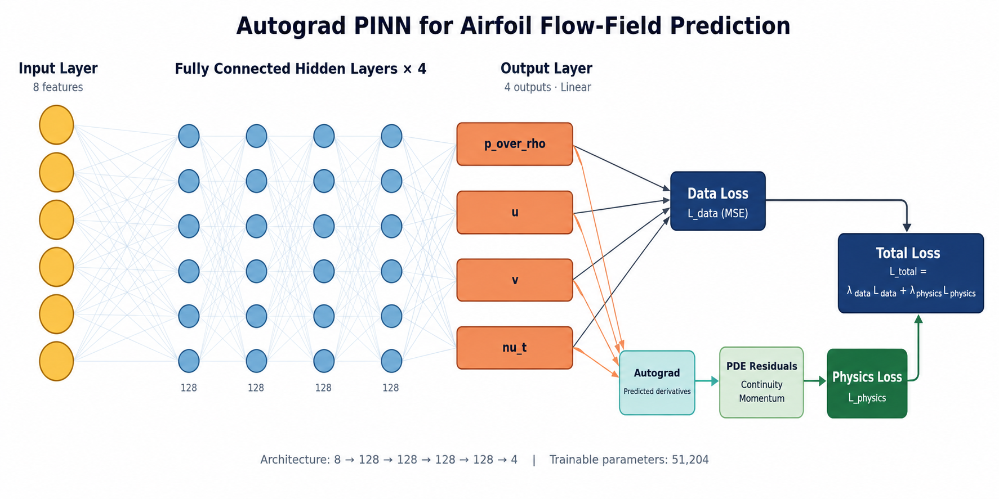 Autograd PINN for Airfoil Flow-Field Prediction
Input Layer
8 features
Fully Connected Hidden Layers × 4
Output Layer
4 outputs · Linear
p_over_rho
u
v
nu_t
128
128
128
128
Data Loss
L_data (MSE)
Total Loss
L_total =
λ data L data + λ physics L physics
Autograd
Predicted derivatives
PDE Residuals
Continuity
Momentum
Physics Loss
L_physics
Architecture: 8 → 128 → 128 → 128 → 128 → 4 | Trainable parameters: 51,204